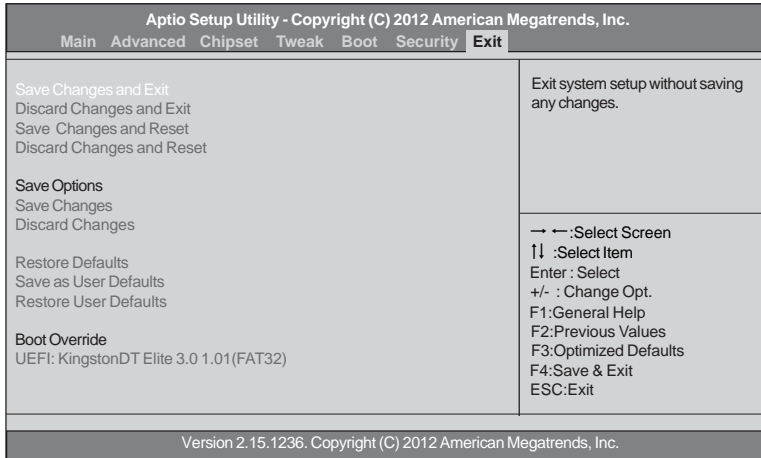 Aptio Setup Utility - Copyright (C) 2012 American Megatrends, Inc.
Main Advanced Chipset Tweak Boot Security Exit
Save Changes and Exit
Discard Changes and Exit
Save Changes and Reset
Discard Changes and Reset
Save Options
Save Changes
Discard Changes
Restore Defaults
Save as User Defaults
Restore User Defaults
Boot Override
UEFI: KingstonDT Elite 3.0 1.01(FAT32)
Exit system setup without saving
any changes.
→ ←:Select Screen
↑↓ :Select Item
Enter : Select
+/- : Change Opt.
F1:General Help
F2:Previous Values
F3:Optimized Defaults
F4:Save & Exit
ESC:Exit
Version 2.15.1236. Copyright (C) 2012 American Megatrends, Inc.